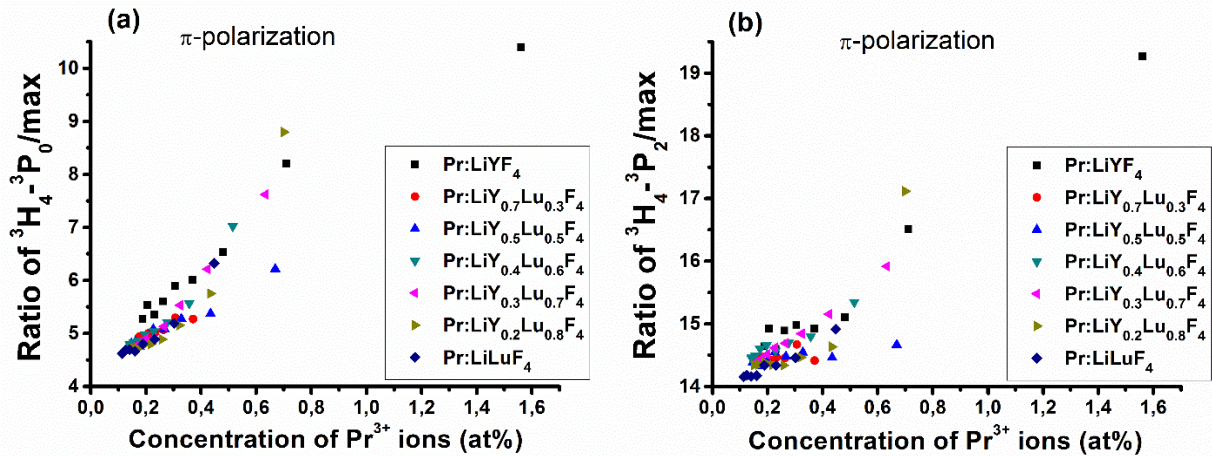 (a)
π-polarization
Ratio of ³H₄-³P₀/max
10
9
8
7
6
5
4
Pr:LiYF₄
Pr:LiY₀.₇Lu₀.₃F₄
Pr:LiY₀.₅Lu₀.₅F₄
Pr:LiY₀.₄Lu₀.₆F₄
Pr:LiY₀.₃Lu₀.₇F₄
Pr:LiY₀.₂Lu₀.₈F₄
Pr:LiLuF₄
0,0 0,2 0,4 0,6 0,8 1,0 1,2 1,4 1,6
Concentration of Pr³⁺ ions (at%)
(b)
π-polarization
Ratio of ³H₄-³P₂/max
19
18
17
16
15
14
Pr:LiYF₄
Pr:LiY₀.₇Lu₀.₃F₄
Pr:LiY₀.₅Lu₀.₅F₄
Pr:LiY₀.₄Lu₀.₆F₄
Pr:LiY₀.₃Lu₀.₇F₄
Pr:LiY₀.₂Lu₀.₈F₄
Pr:LiLuF₄
0,0 0,2 0,4 0,6 0,8 1,0 1,2 1,4 1,6
Concentration of Pr³⁺ ions (at%)